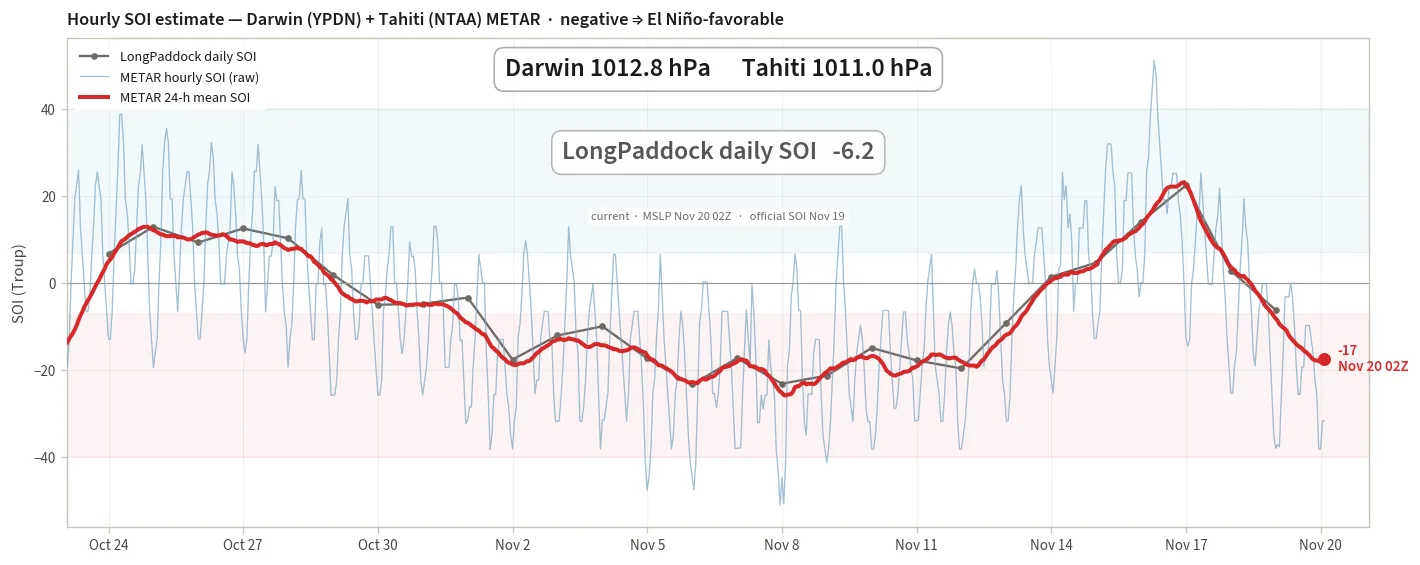 Hourly SOI estimate — Darwin (YPDN) + Tahiti (NTAA) METAR · negative ⇒ El Niño-favorable
LongPaddock daily SOI
METAR hourly SOI (raw)
METAR 24-h mean SOI
Darwin 1012.8 hPa Tahiti 1011.0 hPa
LongPaddock daily SOI -6.2
current · MSLP Nov 20 02Z · official SOI Nov 19
SOI (Troup)
40
20
0
−20
−40
-17
Nov 20 02Z
Oct 24 Oct 27 Oct 30 Nov 2 Nov 5 Nov 8 Nov 11 Nov 14 Nov 17 Nov 20